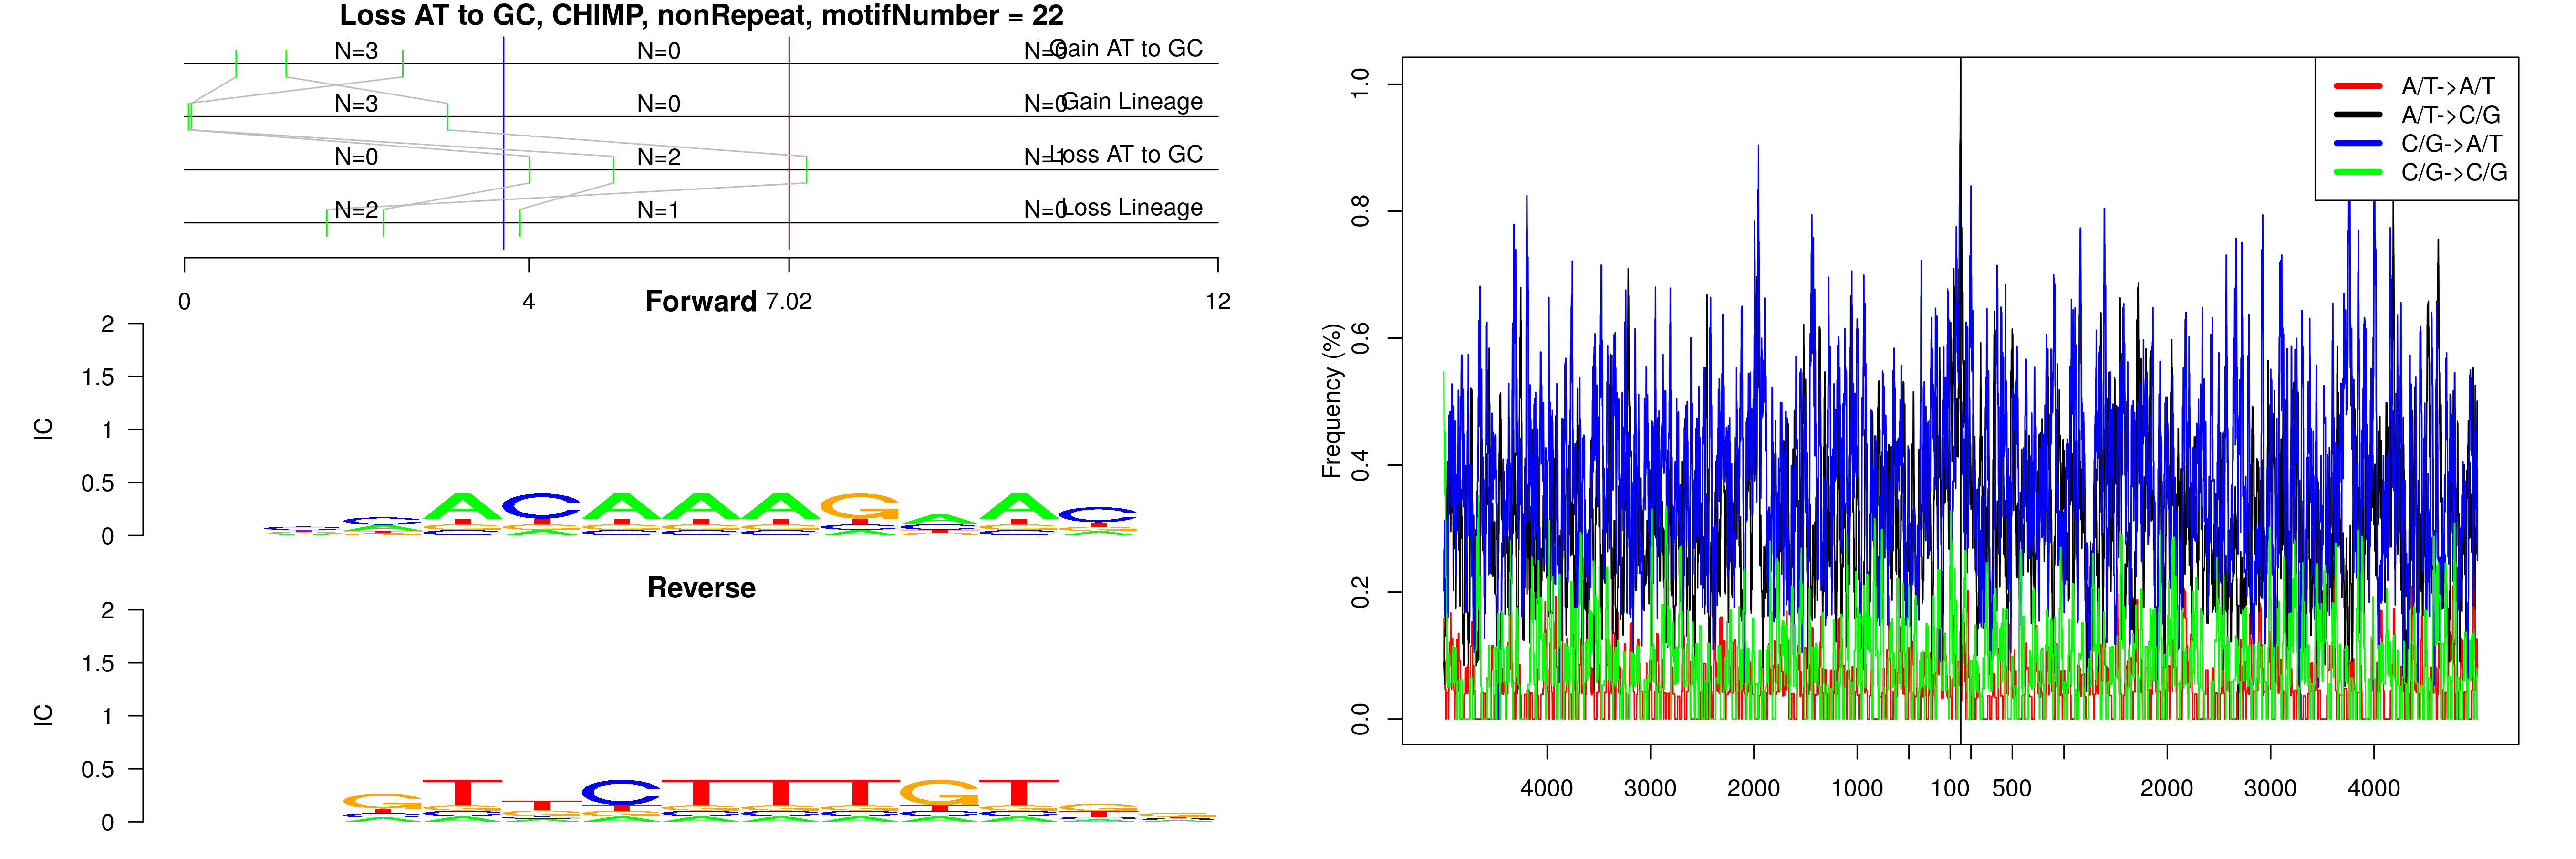 Loss AT to GC, CHIMP, nonRepeat, motifNumber = 22
N=3 N=0 N=0 Gain AT to GC
N=3 N=0 N=0 Gain Lineage
N=0 N=2 N=1 Loss AT to GC
N=2 N=1 N=0 Loss Lineage
0 4 7.02 12
Forward
2
1.5
1
0.5
0
IC
ACAAAGAAC
Reverse
2
1.5
1
0.5
0
IC
GTTCTTTGTG
A/T->A/T
A/T->C/G
C/G->A/T
C/G->C/G
Frequency (%)
1.0
0.8
0.6
0.4
0.2
0.0
4000 3000 2000 1000 100 500 2000 3000 4000